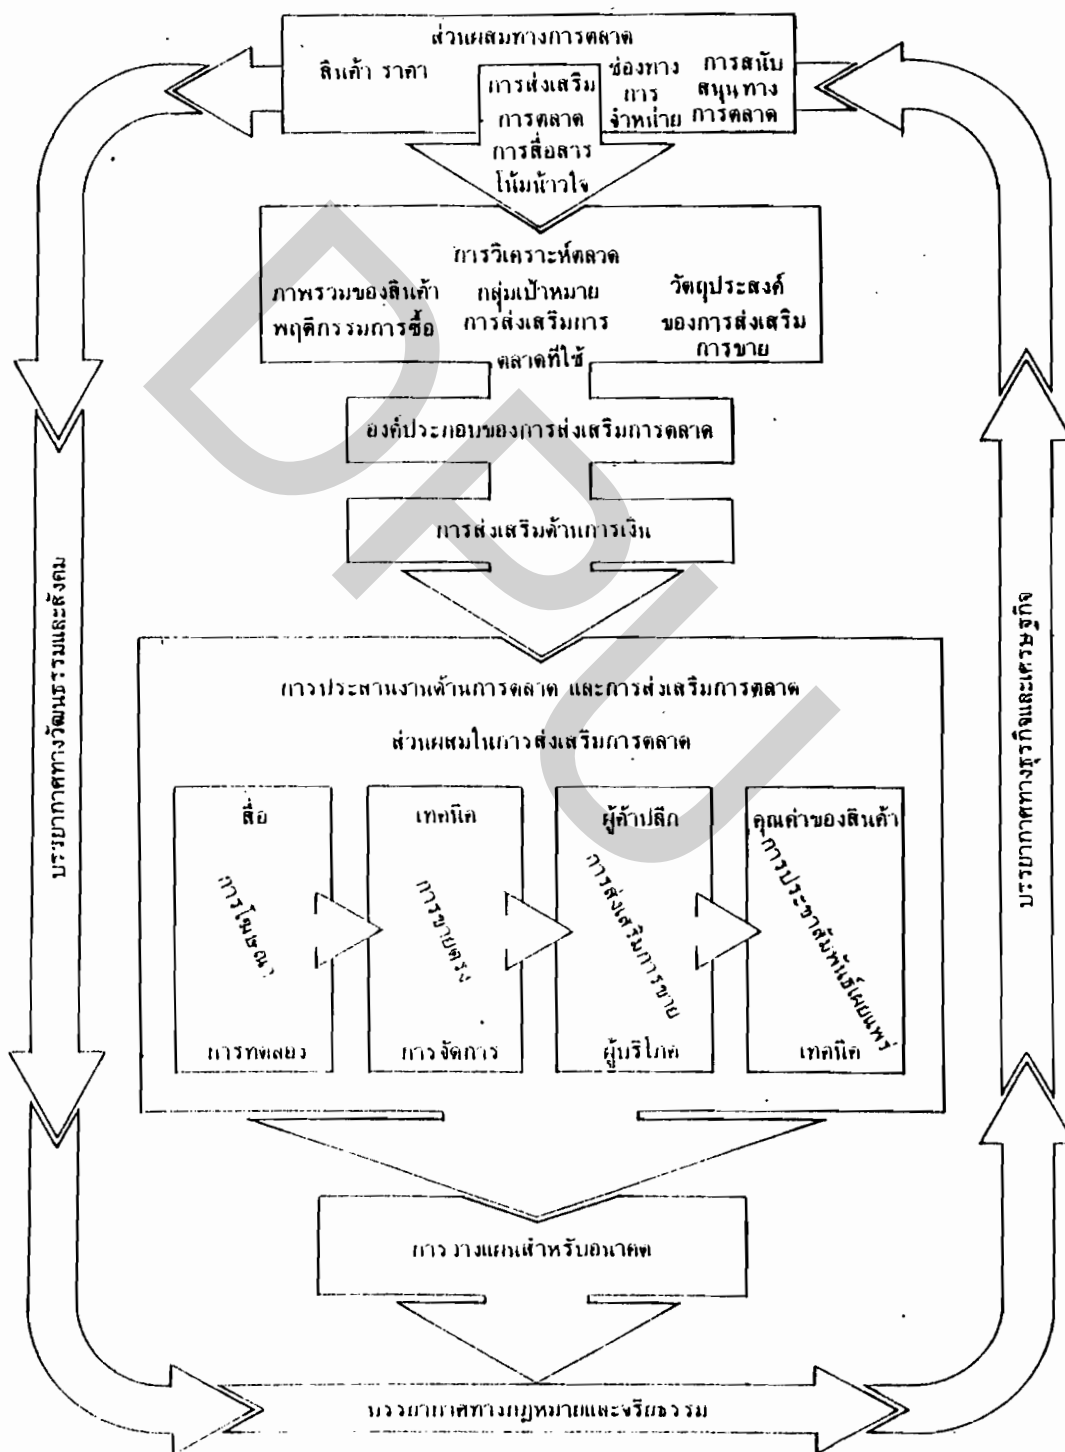 ส่วนผสมทางการตลาด
สินค้า ราคา
การส่งเสริม
การตลาด
การสื่อสาร
โน้มน้าวใจ
ช่องทาง
การ
จำหน่าย
การสนับ
สนุนทาง
การตลาด
การวิเคราะห์ตลาด
ภาพรวมของสินค้า
พฤติกรรมการซื้อ
กลุ่มเป้าหมาย
การส่งเสริมการ
ตลาดที่ใช้
วัตถุประสงค์
ของการส่งเสริม
การขาย
องค์ประกอบของการส่งเสริมการตลาด
การส่งเสริมด้านการเงิน
การประสานงานด้านการตลาด และการส่งเสริมการตลาด
ส่วนผสมในการส่งเสริมการตลาด
สื่อ
การโฆษณา
การทดลอง
เทคนิค
การขายตรง
การจัดการ
ผู้ค้าปลีก
การส่งเสริมการขาย
ผู้บริโภค
คุณค่าของสินค้า
การประชาสัมพันธ์เผยแพร่
เทคนิค
การวางแผนสำหรับอนาคต
บรรยากาศทางกฎหมายและจริยธรรม
บรรยากาศทางวัฒนธรรมและสังคม
บรรยากาศทางธุรกิจและเศรษฐกิจ
DPU